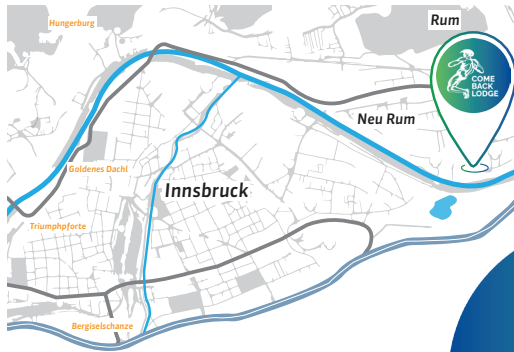 Hungerburg
Rum
COME
BACK
LODGE
Neu Rum
Goldenes Dachl
Innsbruck
Triumphpforte
Bergiselschanze